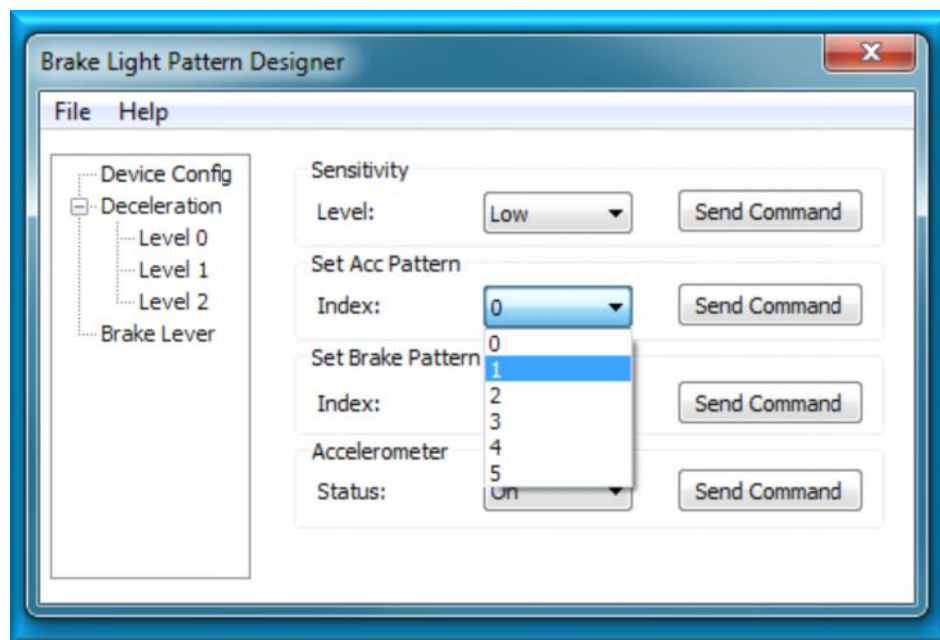 Brake Light Pattern Designer
File Help
Device Config
Deceleration
Level 0
Level 1
Level 2
Brake Lever
Sensitivity
Level: Low Send Command
Set Acc Pattern
Index: 0 Send Command
0
1
2
3
4
5
Set Brake Pattern
Index: Send Command
Accelerometer
Status: On Send Command